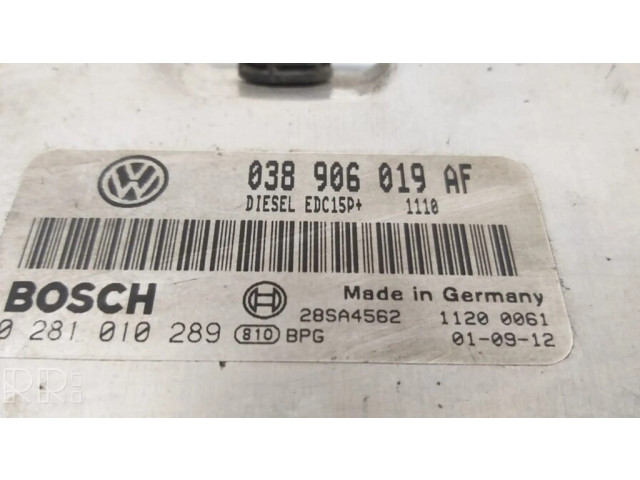 038 906 019 AF
DIESEL EDC15P+ 1110
BOSCH
Made in Germany
0 281 010 289 810 BPG
28SA4562 1120 0061
01-09-12
RRR